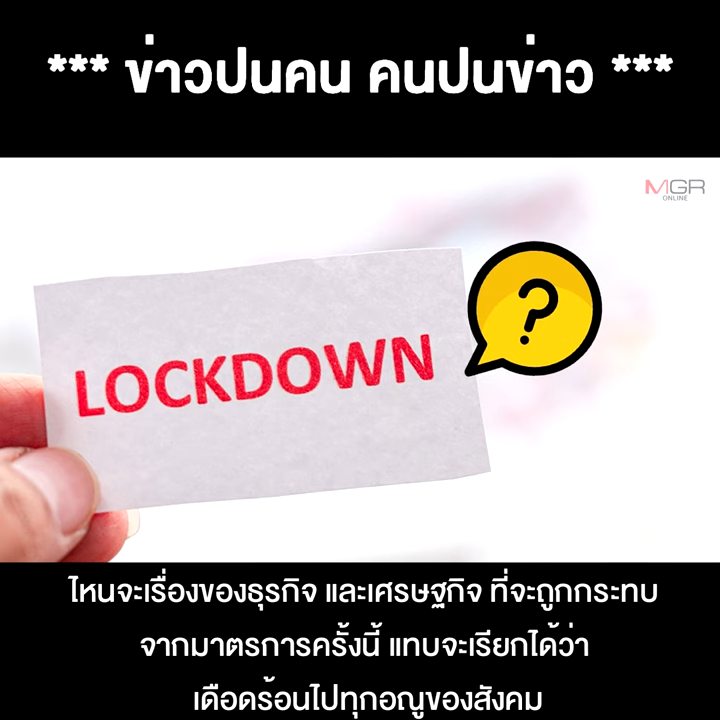 *** ข่าวปนคน คนปนข่าว ***
MGR
ONLINE
?
LOCKDOWN
ไหนจะเรื่องของธุรกิจ และเศรษฐกิจ ที่จะถูกกระทบ
จากมาตรการครั้งนี้ แทบจะเรียกได้ว่า
เดือดร้อนไปทุกอณูของสังคม